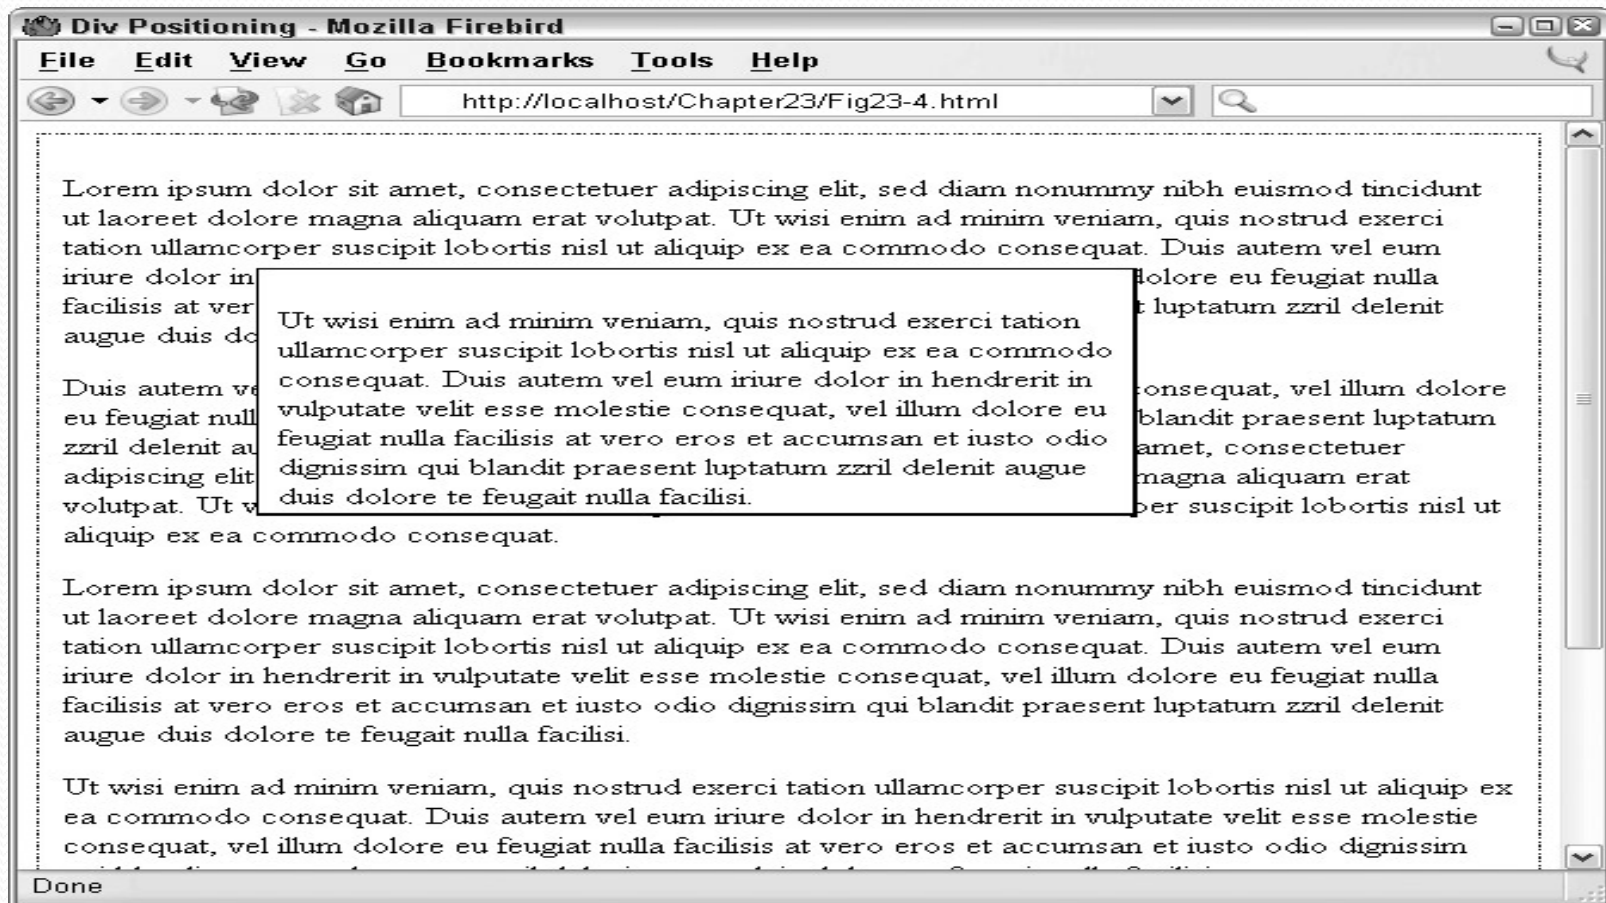 Div Positioning - Mozilla Firebird
File Edit View Go Bookmarks Tools Help
http://localhost/Chapter23/Fig23-4.html
Lorem ipsum dolor sit amet, consectetuer adipiscing elit, sed diam nonummy nibh euismod tincidunt
ut laoreet dolore magna aliquam erat volutpat. Ut wisi enim ad minim veniam, quis nostrud exerci
tation ullamcorper suscipit lobortis nisl ut aliquip ex ea commodo consequat. Duis autem vel eum
iriure dolor in dolore eu feugiat nulla
facilisis at ver luptatum zzril delenit
augue duis do
Duis autem ve consequat, vel illum dolore
eu feugiat null blandit praesent luptatum
zzril delenit au amet, consectetuer
adipiscing elit magna aliquam erat
volutpat. Ut w per suscipit lobortis nisl ut
aliquip ex ea commodo consequat.
Ut wisi enim ad minim veniam, quis nostrud exerci tation
ullamcorper suscipit lobortis nisl ut aliquip ex ea commodo
consequat. Duis autem vel eum iriure dolor in hendrerit in
vulputate velit esse molestie consequat, vel illum dolore eu
feugiat nulla facilisis at vero eros et accumsan et iusto odio
dignissim qui blandit praesent luptatum zzril delenit augue
duis dolore te feugait nulla facilisi.
Lorem ipsum dolor sit amet, consectetuer adipiscing elit, sed diam nonummy nibh euismod tincidunt
ut laoreet dolore magna aliquam erat volutpat. Ut wisi enim ad minim veniam, quis nostrud exerci
tation ullamcorper suscipit lobortis nisl ut aliquip ex ea commodo consequat. Duis autem vel eum
iriure dolor in hendrerit in vulputate velit esse molestie consequat, vel illum dolore eu feugiat nulla
facilisis at vero eros et accumsan et iusto odio dignissim qui blandit praesent luptatum zzril delenit
augue duis dolore te feugait nulla facilisi.
Ut wisi enim ad minim veniam, quis nostrud exerci tation ullamcorper suscipit lobortis nisl ut aliquip ex
ea commodo consequat. Duis autem vel eum iriure dolor in hendrerit in vulputate velit esse molestie
consequat, vel illum dolore eu feugiat nulla facilisis at vero eros et accumsan et iusto odio dignissim
Done